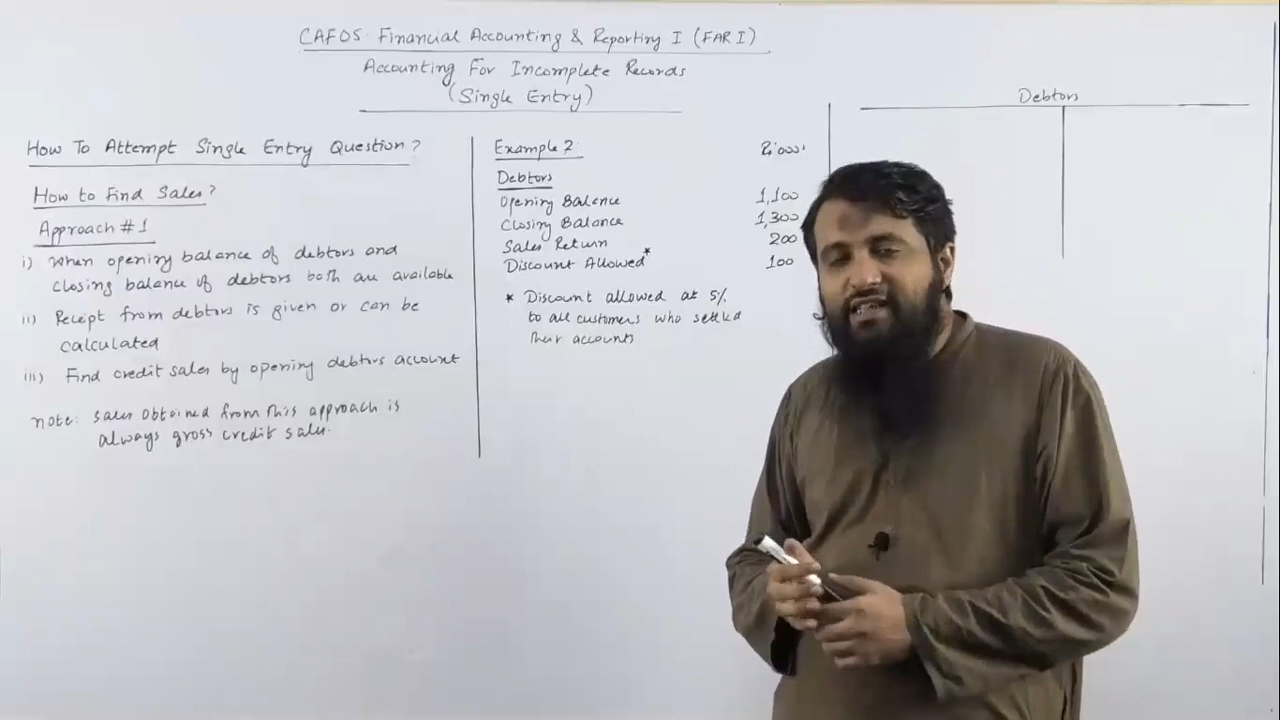 CAF05 Financial Accounting & Reporting I (FAR I)
Accounting For Incomplete Records
(Single Entry)
How To Attempt Single Entry Question?
How to Find Sales?
Approach #1
i) When opening balance of debtors and
closing balance of debtors both are available
ii) Recept from debtors is given or can be
calculated
iii) Find credit sales by opening debtors account
note: Sales obtained from this approach is
always gross credit sales.
Example 2
Rs.'000'
Debtors
Opening Balance 1,100
Closing Balance 1,300
Sales Return 200
Discount Allowed* 100
* Discount allowed at 5%
to all customers who settled
their accounts
Debtors